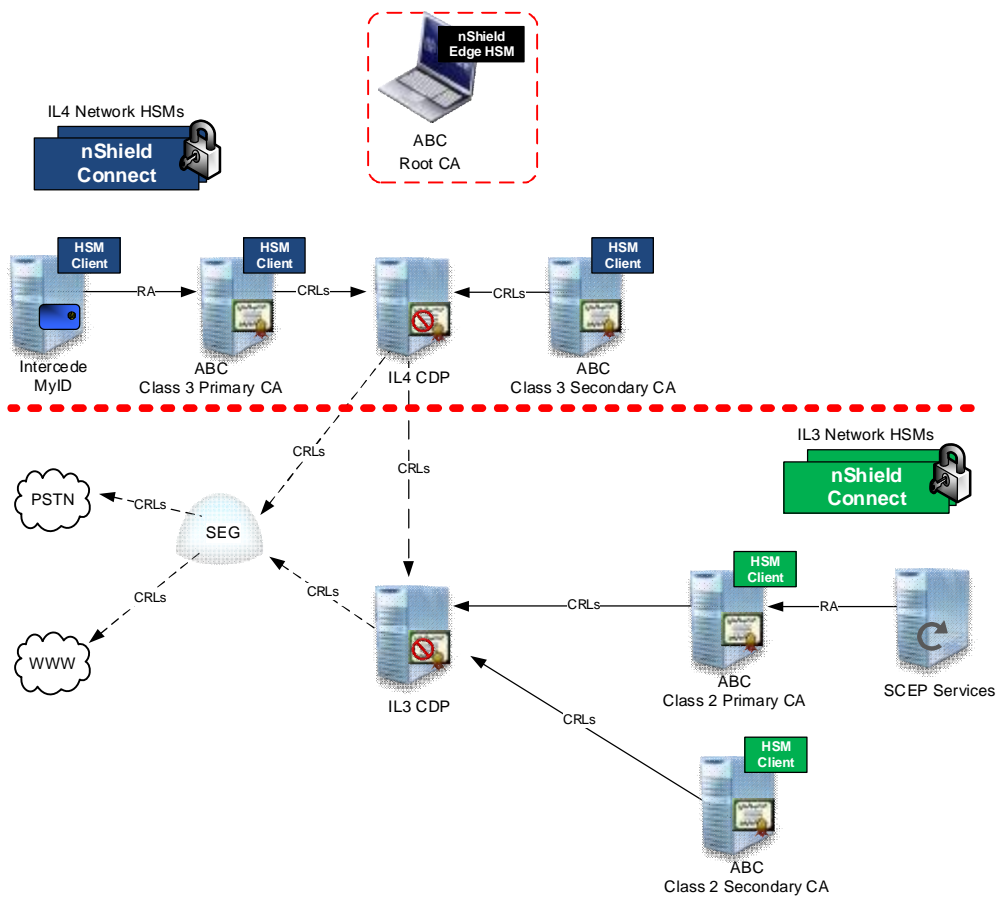 nShield
Edge HSM
ABC
Root CA
IL4 Network HSMs
nShield
Connect
HSM
Client
HSM
Client
HSM
Client
RA
CRLs
CRLs
Intercede
MyID
ABC
Class 3 Primary CA
IL4 CDP
ABC
Class 3 Secondary CA
IL3 Network HSMs
nShield
Connect
CRLs
CRLs
PSTN
CRLs
SEG
CRLs
CRLs
WWW
HSM
Client
CRLs
RA
IL3 CDP
ABC
Class 2 Primary CA
SCEP Services
CRLs
HSM
Client
ABC
Class 2 Secondary CA